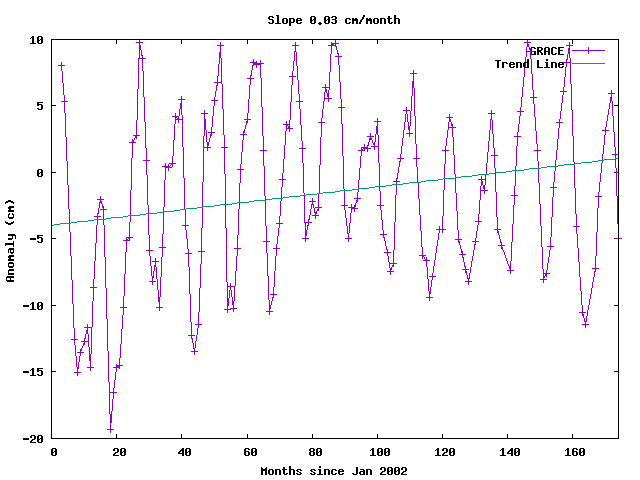 Slope 0.03 cm/month
10
5
0
-5
-10
-15
-20
Anomaly (cm)
GRACE
Trend Line
0 20 40 60 80 100 120 140 160
Months since Jan 2002